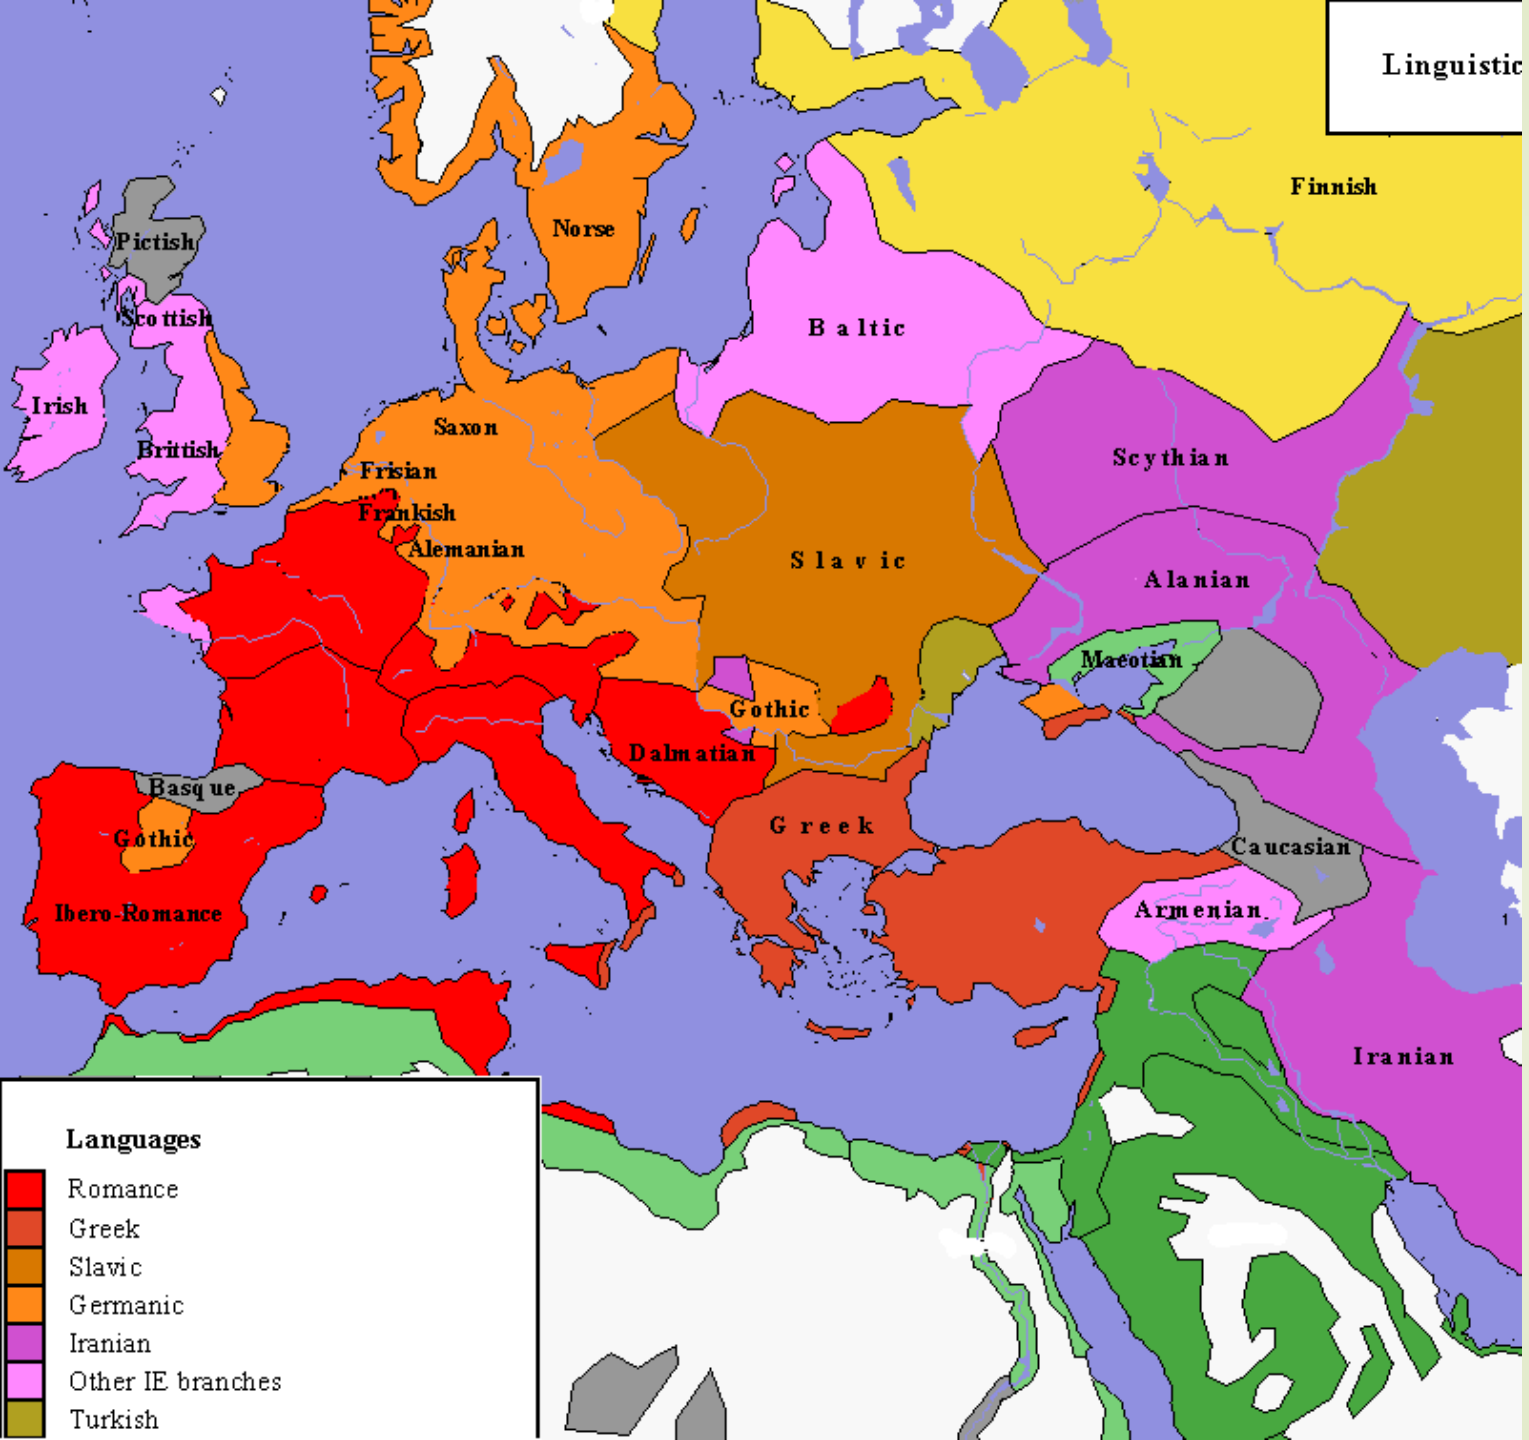 Linguistic
Finnish
Norse
Pictish
Scottish
Baltic
Irish
Brittish
Saxon
Scythian
Frisian
Frankish
Alemanian
Slavic
Alanian
Maeotian
Gothic
Dalmatian
Basque
Gothic
Greek
Caucasian
Ibero-Romance
Armenian
1
Iranian
Languages
Romance
Greek
Slavic
Germanic
Iranian
Other IE branches
Turkish